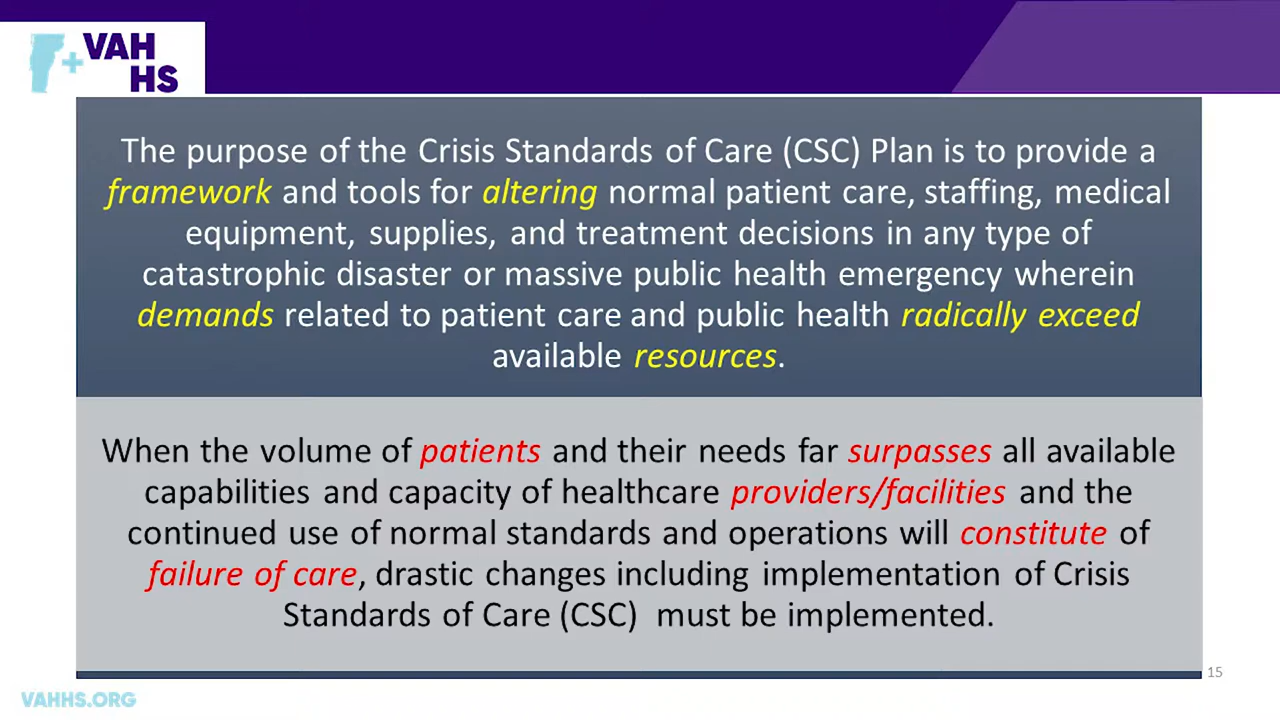 VAH
HS
The purpose of the Crisis Standards of Care (CSC) Plan is to provide a
framework and tools for altering normal patient care, staffing, medical
equipment, supplies, and treatment decisions in any type of
catastrophic disaster or massive public health emergency wherein
demands related to patient care and public health radically exceed
available resources.
When the volume of patients and their needs far surpasses all available
capabilities and capacity of healthcare providers/facilities and the
continued use of normal standards and operations will constitute of
failure of care, drastic changes including implementation of Crisis
Standards of Care (CSC) must be implemented.
15
VAHHS.ORG